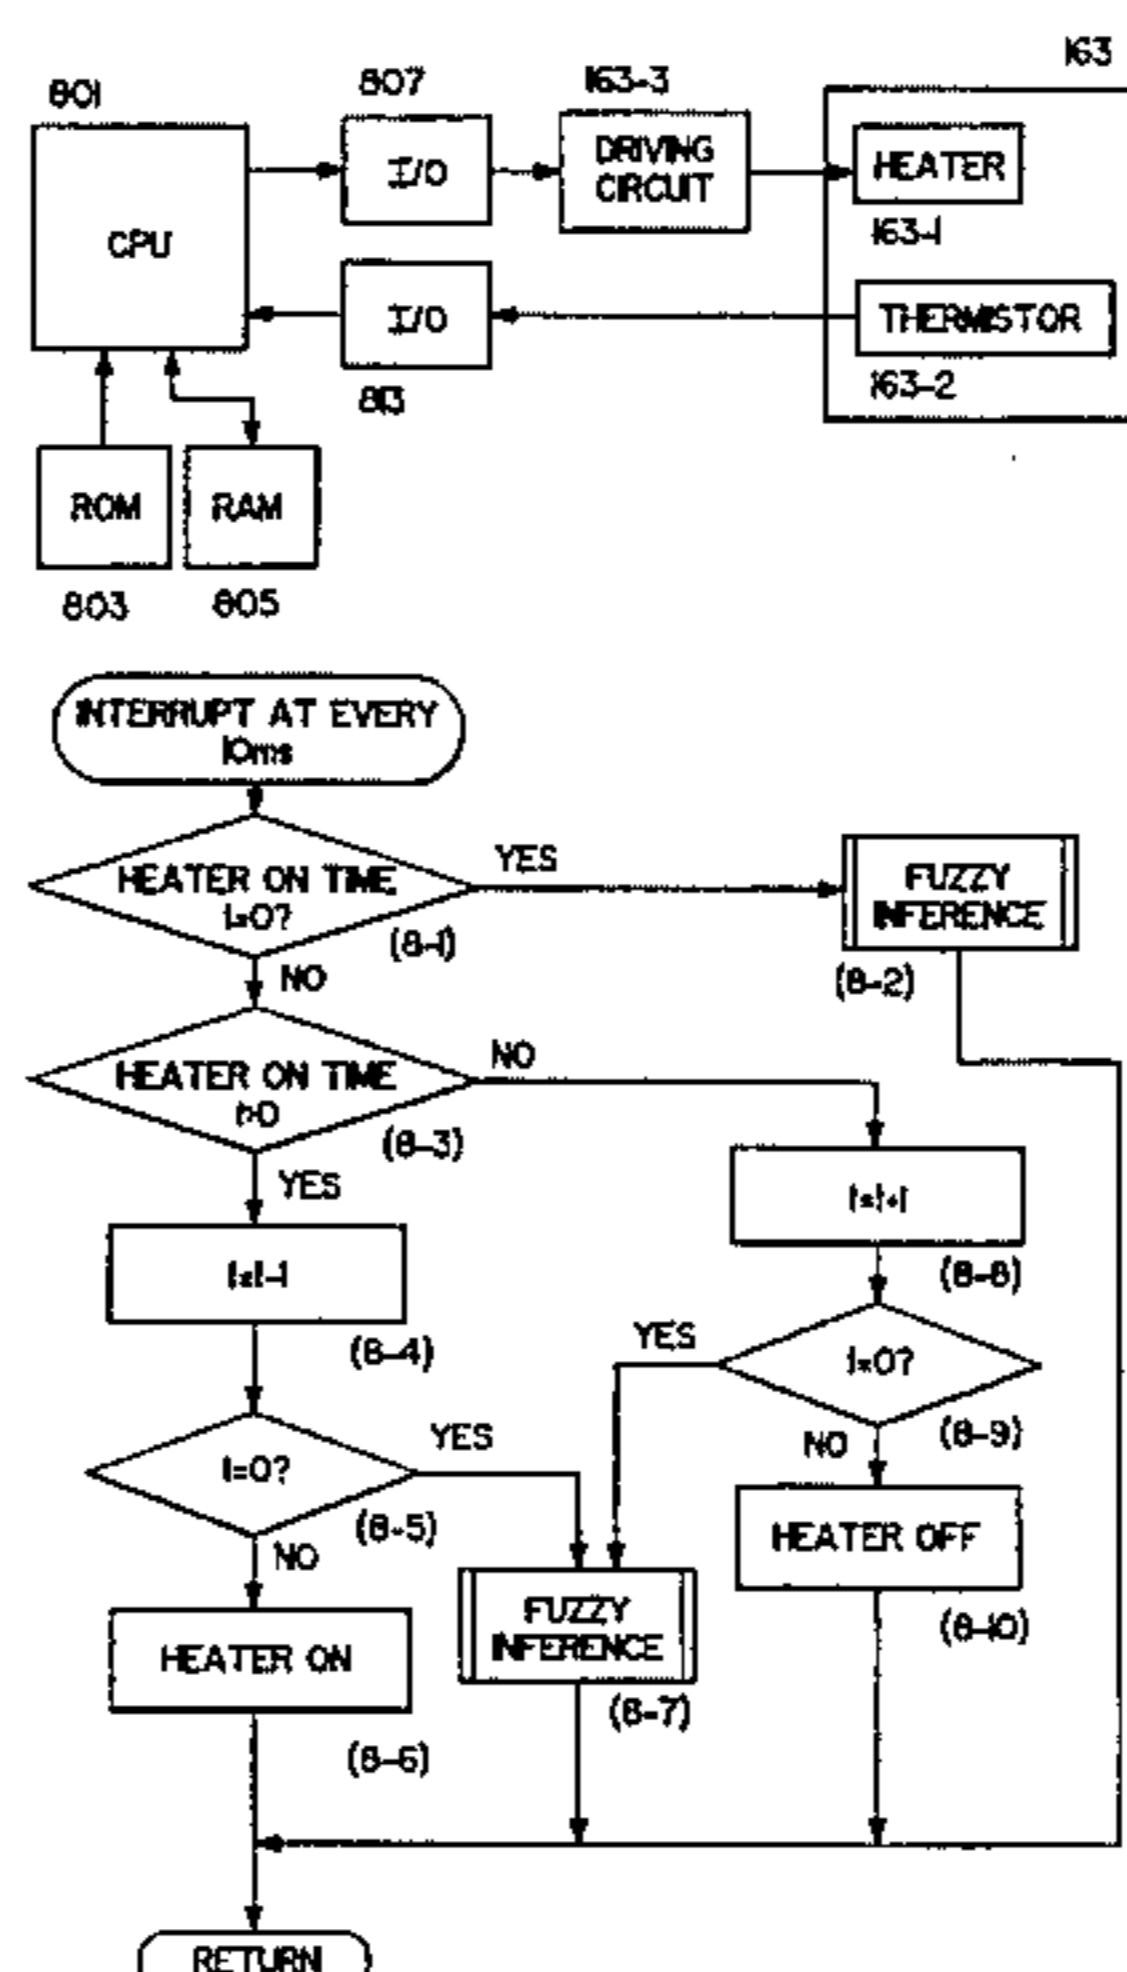 163
801
807
163-3
CPU
I/O
DRIVING
CIRCUIT
HEATER
163-1
I/O
THERMISTOR
813
163-2
ROM
RAM
803
805
INTERRUPT AT EVERY
10ms
HEATER ON TIME
t=0?
YES
(8-1)
FUZZY
INFERENCE
(8-2)
NO
HEATER ON TIME
t>0
NO
(8-3)
YES
t=t-1
(8-4)
t=t+1
(8-8)
YES
t=0?
(8-9)
NO
t=0?
YES
(8-5)
NO
HEATER OFF
(8-10)
HEATER ON
(8-6)
FUZZY
INFERENCE
(8-7)
RETURN